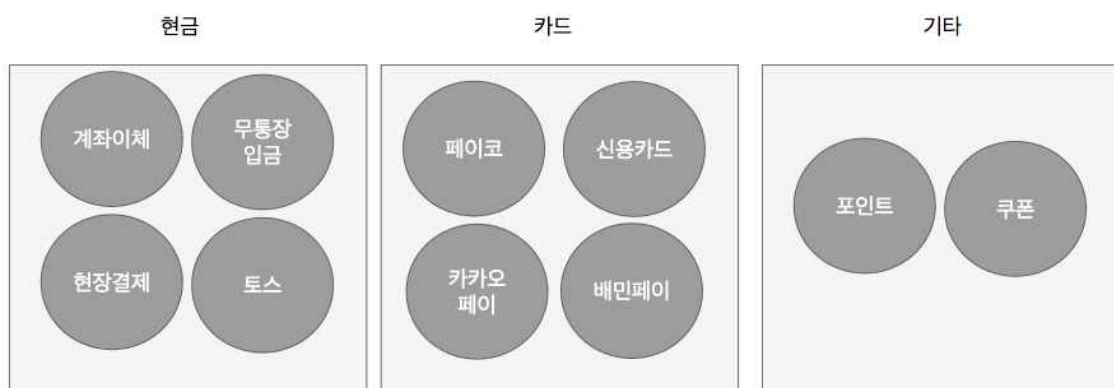 현금
카드
기타
계좌이체
무통장
입금
페이코
신용카드
포인트
쿠폰
현장결제
토스
카카오
페이
배민페이